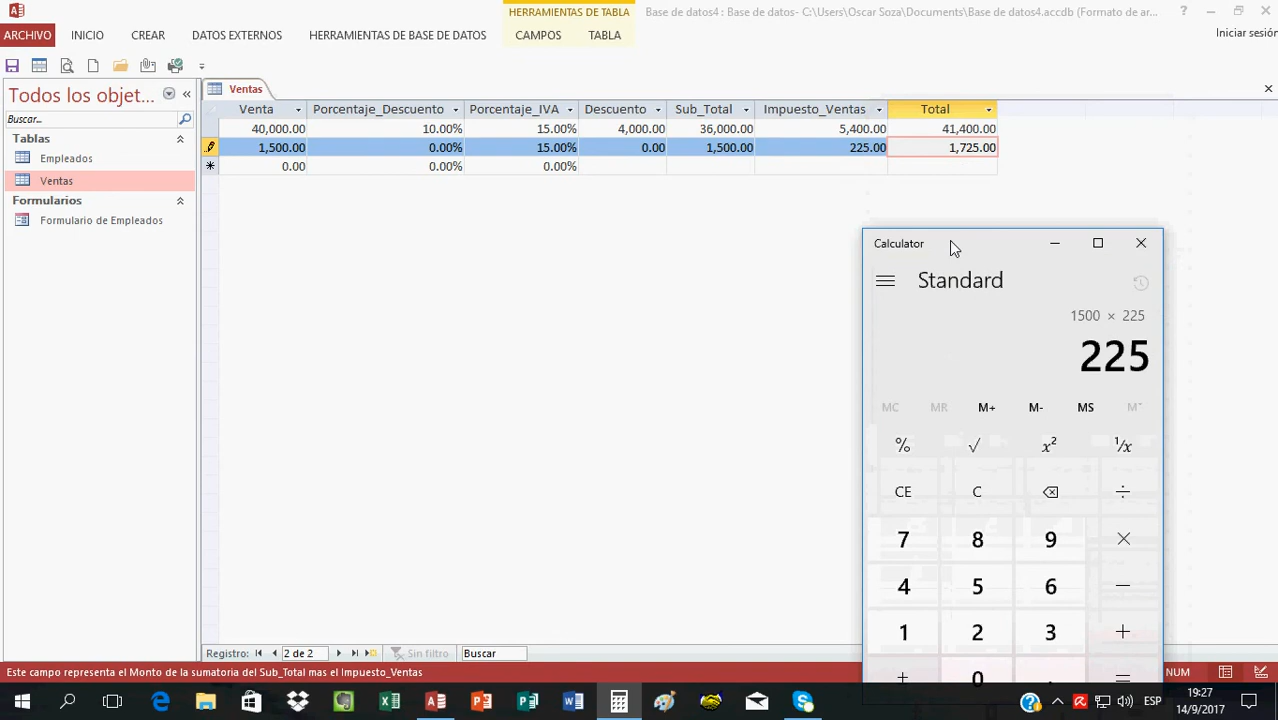 HERRAMIENTAS DE TABLA
Base de datos4 : Base de datos- C:\Users\Oscar Soza\Documents\Base de datos4.accdb (Formato de ar...
ARCHIVO INICIO CREAR DATOS EXTERNOS HERRAMIENTAS DE BASE DE DATOS CAMPOS TABLA
Iniciar sesión
Todos los objet...
Buscar...
Tablas
Empleados
Ventas
Formularios
Formulario de Empleados
Ventas
Venta Porcentaje_Descuento Porcentaje_IVA Descuento Sub_Total Impuesto_Ventas Total
40,000.00 10.00% 15.00% 4,000.00 36,000.00 5,400.00 41,400.00
1,500.00 0.00% 15.00% 0.00 1,500.00 225.00 1,725.00
0.00 0.00% 0.00%
Calculator
Standard
1500 × 225
225
MC MR M+ M- MS M˅
% √ x² ¹/x
CE C ÷
7 8 9 ×
4 5 6 −
1 2 3 +
0
Registro: 2 de 2 Sin filtro Buscar
Este campo representa el Monto de la sumatoria del Sub_Total mas el Impuesto_Ventas
NUM
ESP
19:27
14/9/2017